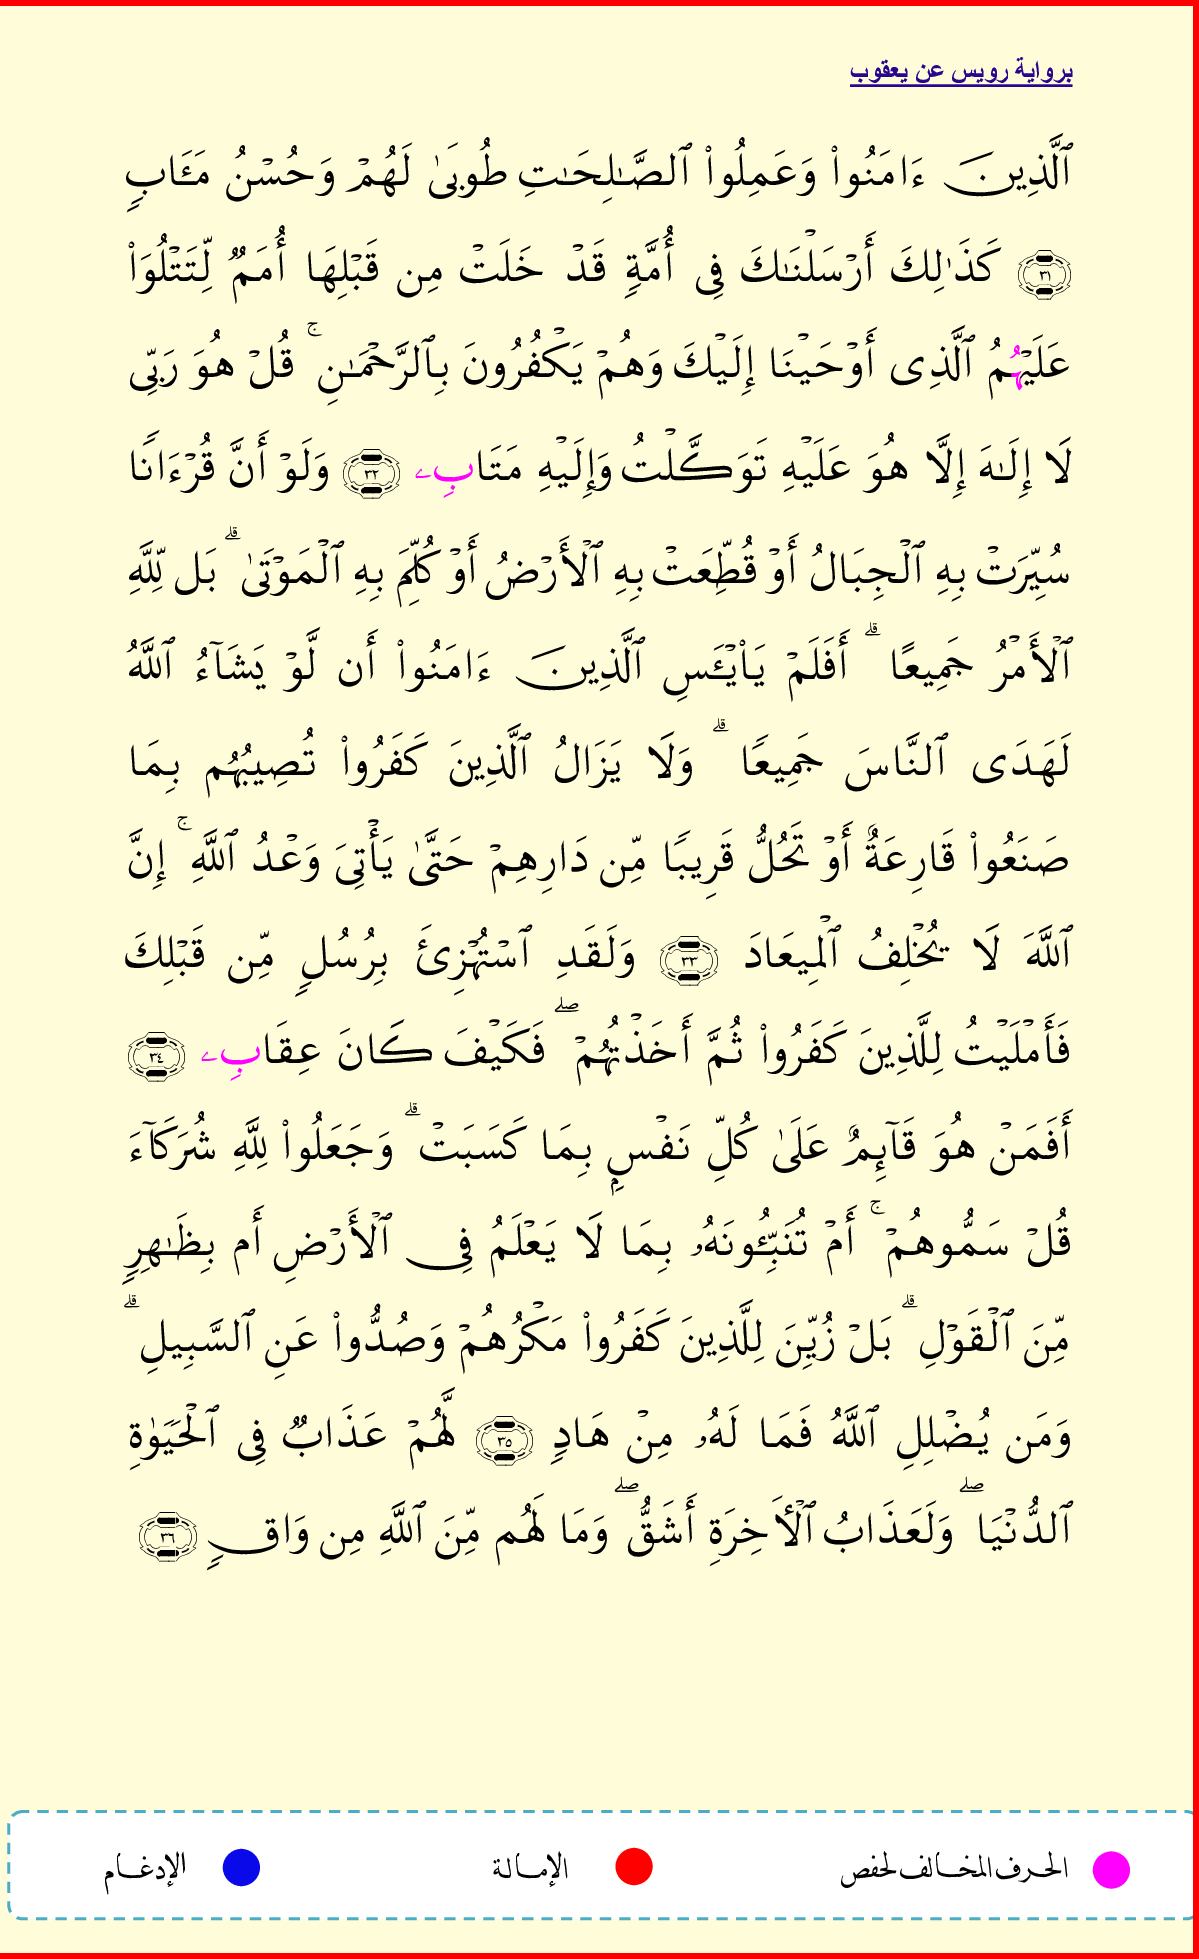 برواية رويس عن يعقوب
ٱلَّذِينَ ءَامَنُواْ وَعَمِلُواْ ٱلصَّـٰلِحَـٰتِ طُوبَىٰ لَهُمۡ وَحُسۡنُ مَـَٔابٖ
٣١ كَذَٰلِكَ أَرۡسَلۡنَـٰكَ فِى أُمَّةٖ قَدۡ خَلَتۡ مِن قَبۡلِهَا أُمَمٞ لِّتَتۡلُوَاْ
عَلَيۡهُمُ ٱلَّذِى أَوۡحَيۡنَا إِلَيۡكَ وَهُمۡ يَكۡفُرُونَ بِٱلرَّحۡمَـٰنِۚ قُلۡ هُوَ رَبِّى
لَا إِلَـٰهَ إِلَّا هُوَ عَلَيۡهِ تَوَكَّلۡتُ وَإِلَيۡهِ مَتَابِے ٣٢ وَلَوۡ أَنَّ قُرۡءَانٗا
سُيِّرَتۡ بِهِ ٱلۡجِبَالُ أَوۡ قُطِّعَتۡ بِهِ ٱلۡأَرۡضُ أَوۡ كُلِّمَ بِهِ ٱلۡمَوۡتَىٰۗ بَل لِّلَّهِ
ٱلۡأَمۡرُ جَمِيعًاۗ أَفَلَمۡ يَاْيۡـَٔسِ ٱلَّذِينَ ءَامَنُواْ أَن لَّوۡ يَشَآءُ ٱللَّهُ
لَهَدَى ٱلنَّاسَ جَمِيعٗاۗ وَلَا يَزَالُ ٱلَّذِينَ كَفَرُواْ تُصِيبُهُم بِمَا
صَنَعُواْ قَارِعَةٌ أَوۡ تَحُلُّ قَرِيبٗا مِّن دَارِهِمۡ حَتَّىٰ يَأۡتِىَ وَعۡدُ ٱللَّهِۚ إِنَّ
ٱللَّهَ لَا يُخۡلِفُ ٱلۡمِيعَادَ ٣٣ وَلَقَدِ ٱسۡتُهۡزِئَ بِرُسُلٖ مِّن قَبۡلِكَ
فَأَمۡلَيۡتُ لِلَّذِينَ كَفَرُواْ ثُمَّ أَخَذۡتُهُمۡۖ فَكَيۡفَ كَانَ عِقَابِے ٣٤
أَفَمَنۡ هُوَ قَآئِمٌ عَلَىٰ كُلِّ نَفۡسِۭ بِمَا كَسَبَتۡۗ وَجَعَلُواْ لِلَّهِ شُرَكَآءَ
قُلۡ سَمُّوهُمۡۚ أَمۡ تُنَبِّـُٔونَهُۥ بِمَا لَا يَعۡلَمُ فِى ٱلۡأَرۡضِ أَم بِظَـٰهِرٖ
مِّنَ ٱلۡقَوۡلِۗ بَلۡ زُيِّنَ لِلَّذِينَ كَفَرُواْ مَكۡرُهُمۡ وَصُدُّواْ عَنِ ٱلسَّبِيلِۗ
وَمَن يُضۡلِلِ ٱللَّهُ فَمَا لَهُۥ مِنۡ هَادٖ ٣٥ لَّهُمۡ عَذَابٞ فِى ٱلۡحَيَوٰةِ
ٱلدُّنۡيَاۖ وَلَعَذَابُ ٱلۡأٓخِرَةِ أَشَقُّۖ وَمَا لَهُم مِّنَ ٱللَّهِ مِن وَاقٖ ٣٦
الحرف المخالف لحفص
الإمالة
الإدغام